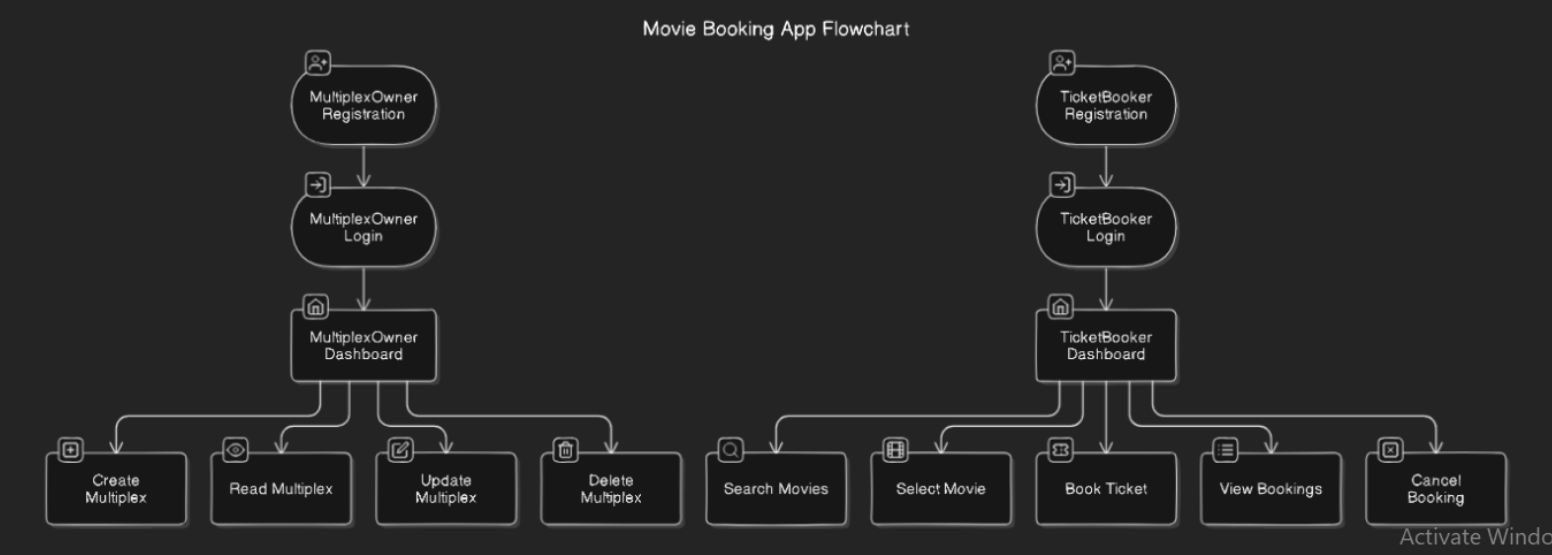 Movie Booking App Flowchart
MultiplexOwner
Registration
TicketBooker
Registration
MultiplexOwner
Login
TicketBooker
Login
MultiplexOwner
Dashboard
TicketBooker
Dashboard
Create
Multiplex
Read Multiplex
Update
Multiplex
Delete
Multiplex
Search Movies
Select Movie
Book Ticket
View Bookings
Cancel
Booking
Activate Windo